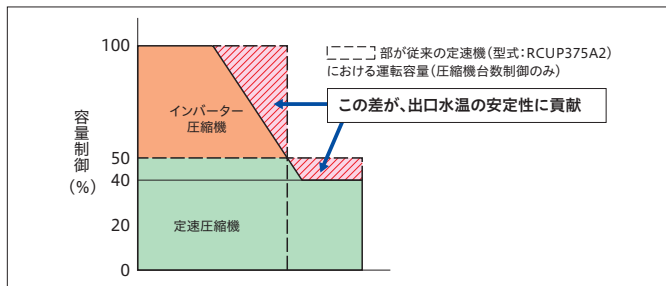 100
50
40
20
0
容量制御
(%)
インバーター
圧縮機
定速圧縮機
部が従来の定速機(型式:RCUP375A2)
における運転容量(圧縮機台数制御のみ)
この差が、出口水温の安定性に貢献